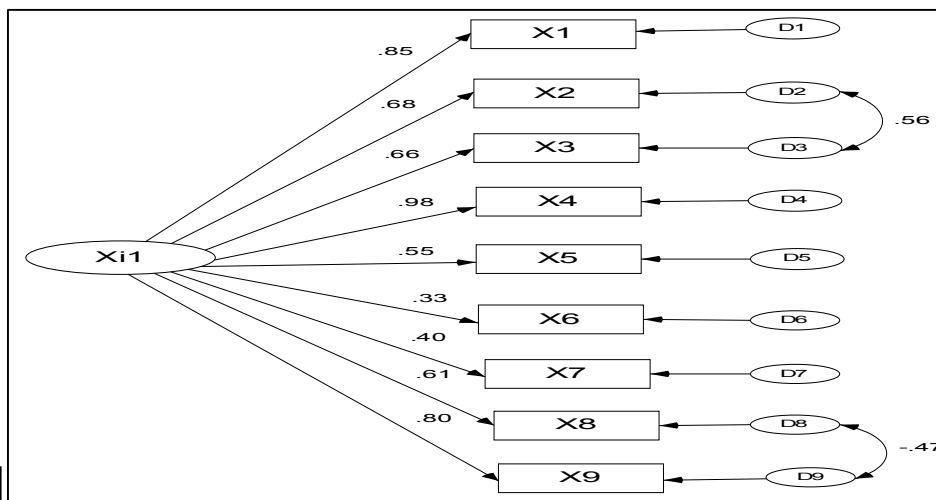 X1
D1
.85
X2
D2
.68
.56
X3
D3
.66
X4
D4
.98
Xi1
.55
X5
D5
.33
X6
D6
.40
X7
D7
.61
.80
X8
D8
-.47
X9
D9